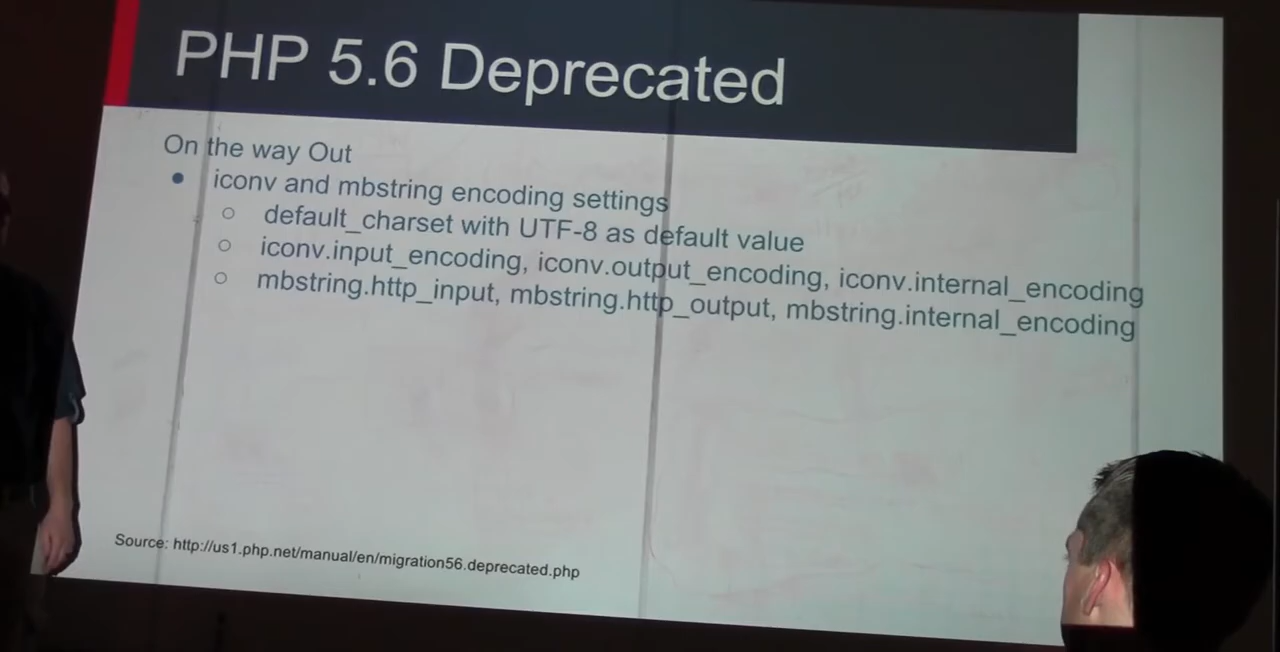 PHP 5.6 Deprecated
On the way Out
● iconv and mbstring encoding settings
○ default_charset with UTF-8 as default value
○ iconv.input_encoding, iconv.output_encoding, iconv.internal_encoding
○ mbstring.http_input, mbstring.http_output, mbstring.internal_encoding
Source: http://us1.php.net/manual/en/migration56.deprecated.php